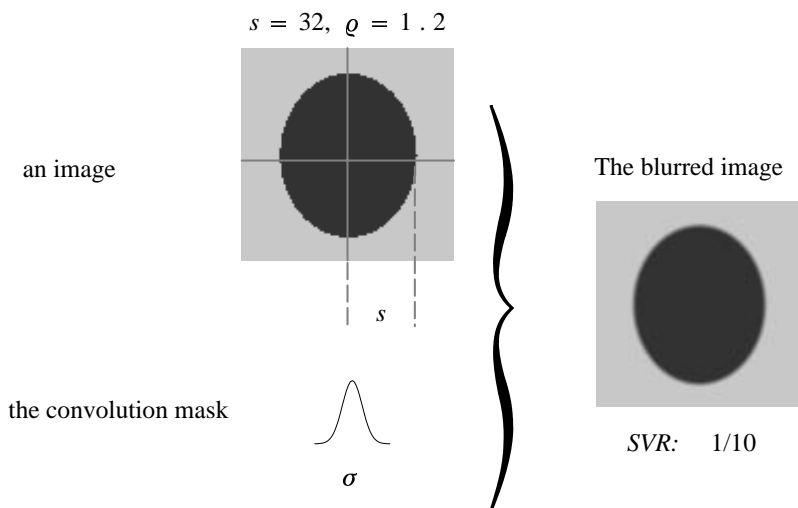 s = 32, ϱ = 1 . 2
an image
The blurred image
s
the convolution mask
SVR: 1/10
σ